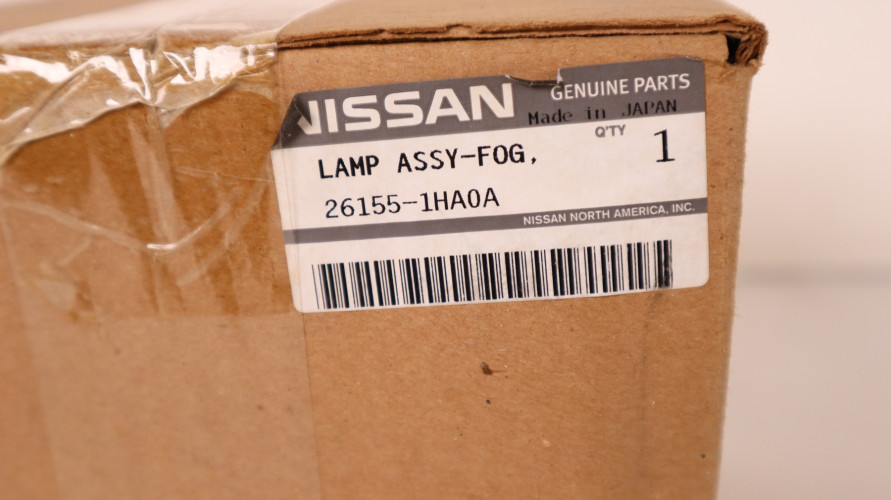 NISSAN GENUINE PARTS
Made in JAPAN
Q'TY
LAMP ASSY-FOG, 1
26155-1HA0A
NISSAN NORTH AMERICA, INC.